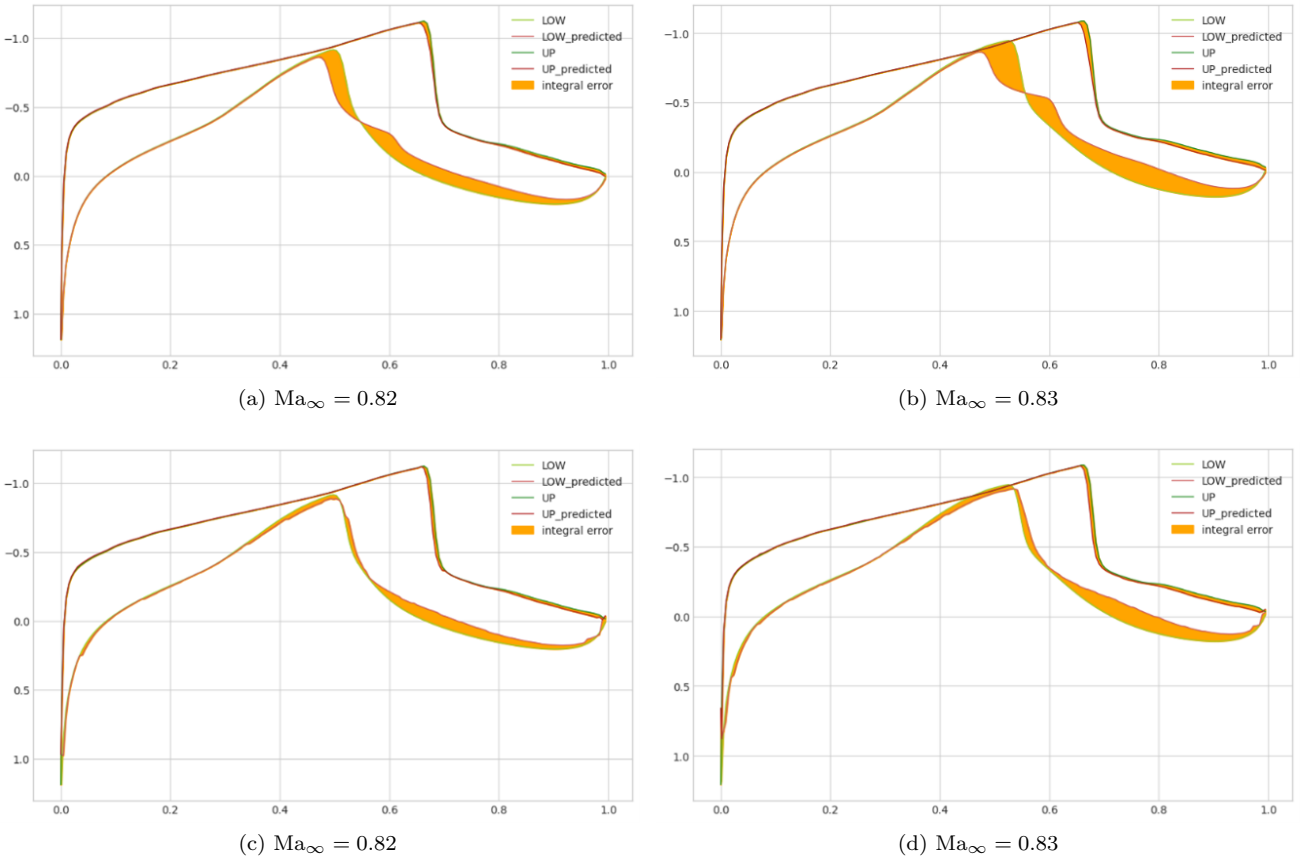 −1.0
−0.5
0.0
0.5
1.0
0.0 0.2 0.4 0.6 0.8 1.0
LOW
LOW_predicted
UP
UP_predicted
integral error
(a) Ma∞ = 0.82
−1.0
−0.5
0.0
0.5
1.0
0.0 0.2 0.4 0.6 0.8 1.0
LOW
LOW_predicted
UP
UP_predicted
integral error
(b) Ma∞ = 0.83
−1.0
−0.5
0.0
0.5
1.0
0.0 0.2 0.4 0.6 0.8 1.0
LOW
LOW_predicted
UP
UP_predicted
integral error
(c) Ma∞ = 0.82
−1.0
−0.5
0.0
0.5
1.0
0.0 0.2 0.4 0.6 0.8 1.0
LOW
LOW_predicted
UP
UP_predicted
integral error
(d) Ma∞ = 0.83